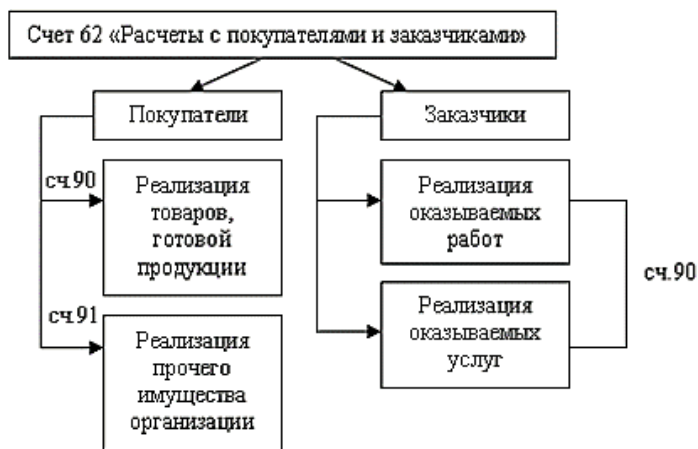 Счет 62 «Расчеты с покупателями и заказчиками»
Покупатели
Заказчики
сч.90
Реализация
товаров,
готовой
продукции
Реализация
оказываемых
работ
сч.90
сч.91
Реализация
прочего
имущества
организации
Реализация
оказываемых
услуг